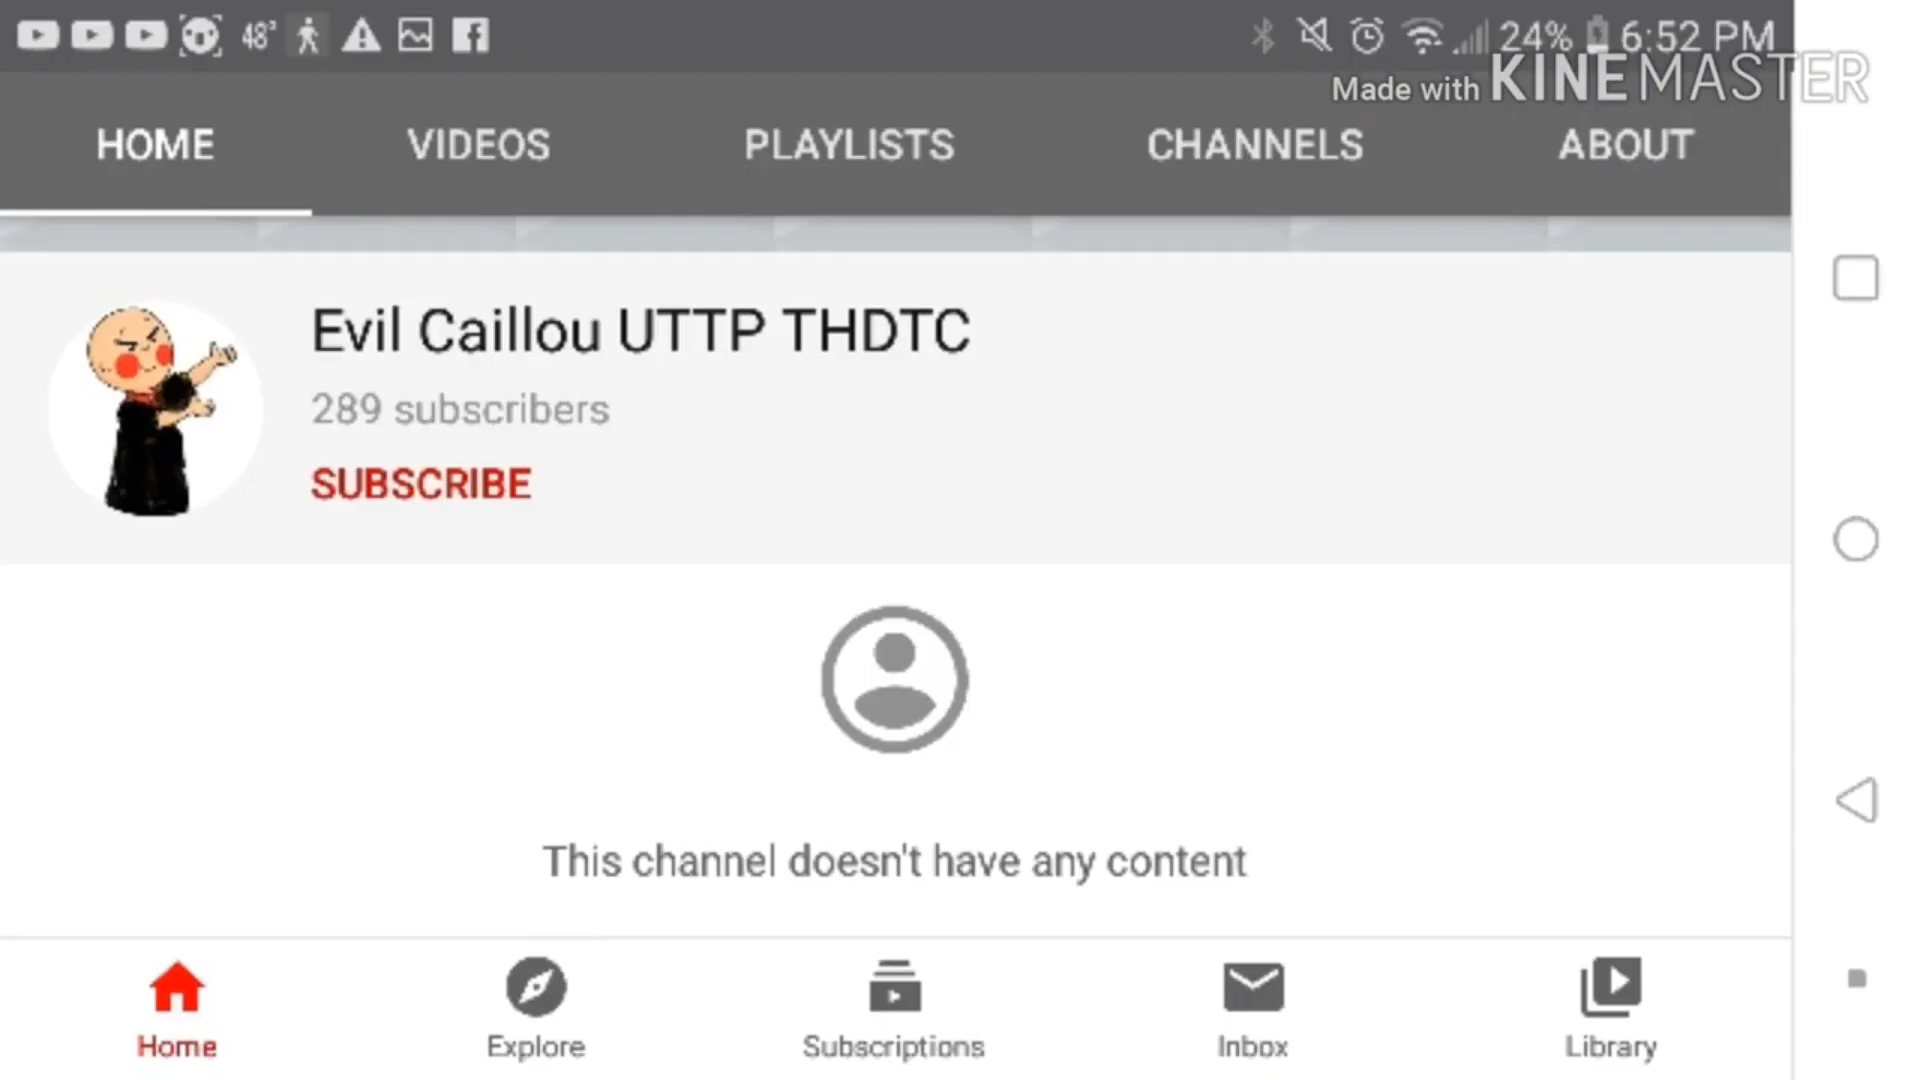 48° 24% 6:52 PM
Made with KINEMASTER
HOME VIDEOS PLAYLISTS CHANNELS ABOUT
Evil Caillou UTTP THDTC
289 subscribers
SUBSCRIBE
This channel doesn't have any content
Home Explore Subscriptions Inbox Library